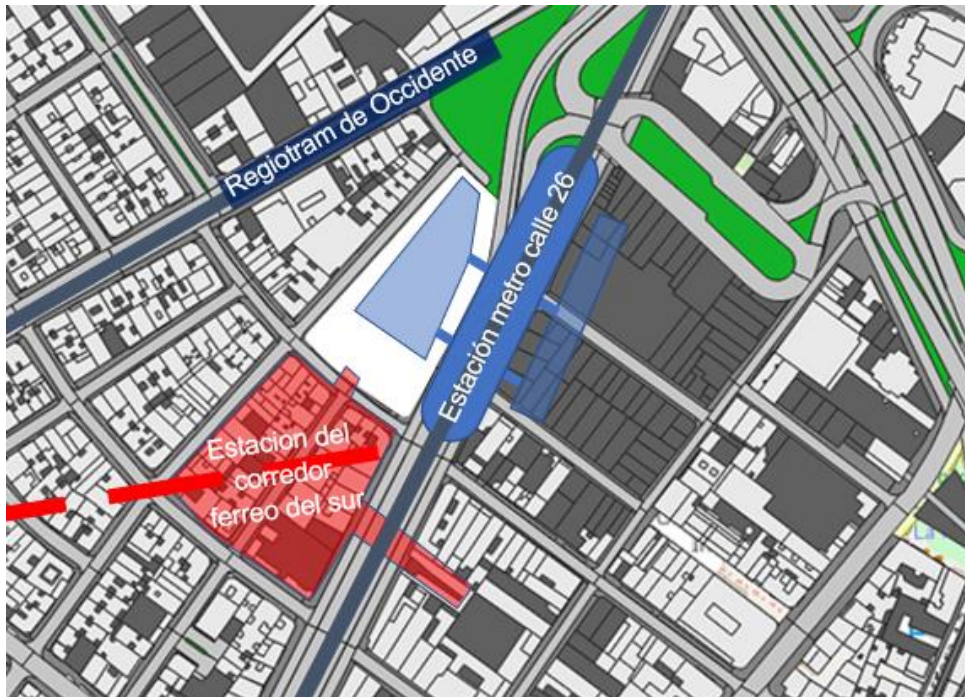 Regiotram de Occidente
Estación metro calle 26
Estacion del
corredor
ferreo del sur